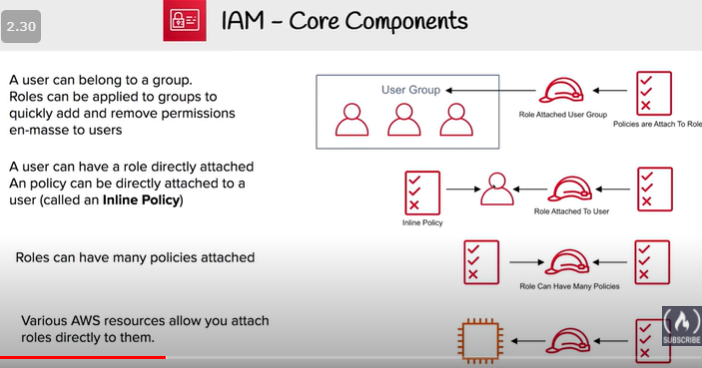 2.30
IAM – Core Components
A user can belong to a group.
Roles can be applied to groups to
quickly add and remove permissions
en-masse to users
User Group
Role Attached User Group
Policies are Attach To Role
A user can have a role directly attached
An policy can be directly attached to a
user (called an Inline Policy)
Inline Policy
Role Attached To User
Roles can have many policies attached
Role Can Have Many Policies
Various AWS resources allow you attach
roles directly to them.
SUBSCRIBE